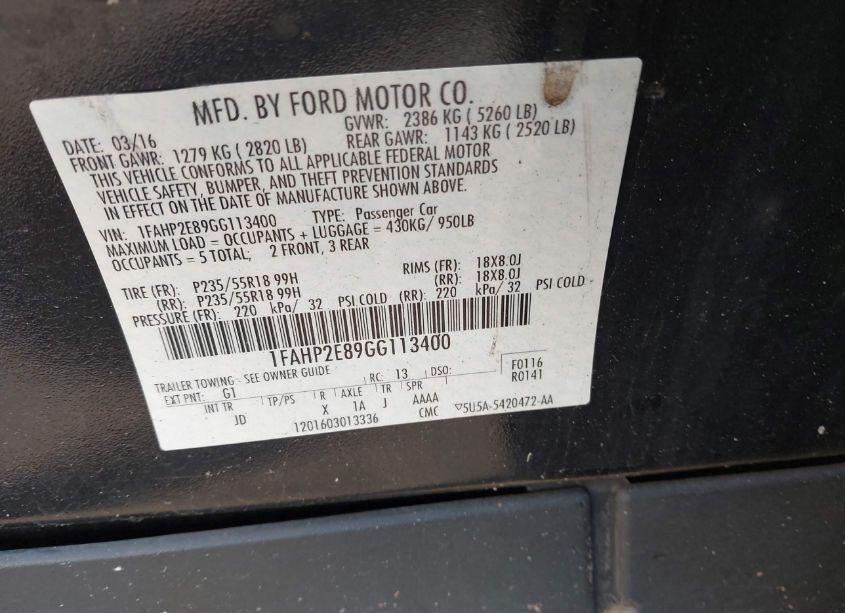 MFD. BY FORD MOTOR CO.
DATE: 03/16 GVWR: 2386 KG ( 5260 LB)
FRONT GAWR: 1279 KG ( 2820 LB) REAR GAWR: 1143 KG ( 2520 LB)
THIS VEHICLE CONFORMS TO ALL APPLICABLE FEDERAL MOTOR
VEHICLE SAFETY, BUMPER, AND THEFT PREVENTION STANDARDS
IN EFFECT ON THE DATE OF MANUFACTURE SHOWN ABOVE.
VIN: 1FAHP2E89GG113400 TYPE: Passenger Car
MAXIMUM LOAD = OCCUPANTS + LUGGAGE = 430KG/ 950LB
OCCUPANTS = 5 TOTAL; 2 FRONT, 3 REAR
TIRE (FR): P235/55R18 99H RIMS (FR): 18X8.0J
(RR): P235/55R18 99H (RR): 18X8.0J
PRESSURE (FR): 220 kPa/ 32 PSI COLD (RR): 220 kPa/ 32 PSI COLD
1FAHP2E89GG113400
TRAILER TOWING - SEE OWNER GUIDE F0116
EXT PNT: G1 RC: 13 DSO: R0141
INT TR TP/PS R AXLE TR SPR
JD X 1A J AAAA
1201603013336 CMC ▽5U5A-5420472-AA